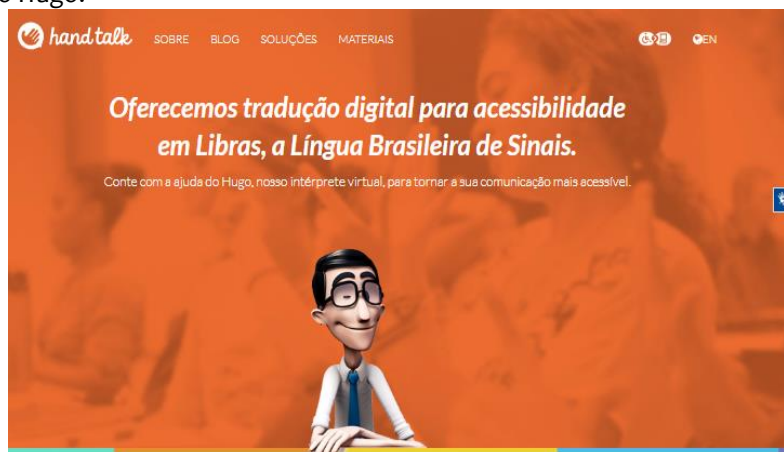 o Hugo.
hand talk SOBRE BLOG SOLUÇÕES MATERIAIS EN
Oferecemos tradução digital para acessibilidade
em Libras, a Língua Brasileira de Sinais.
Conte com a ajuda do Hugo, nosso intérprete virtual, para tornar a sua comunicação mais acessível.